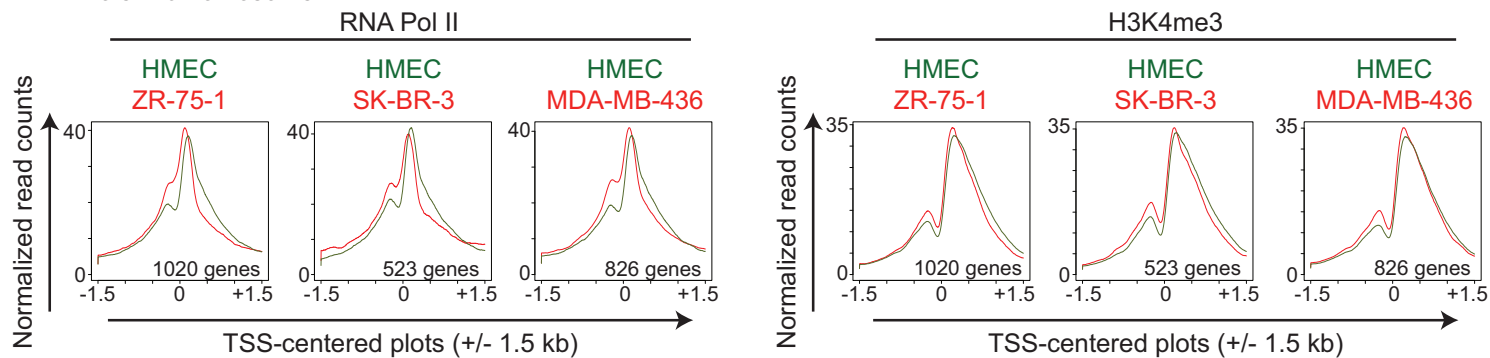 RNA Pol II
H3K4me3
HMEC HMEC HMEC
ZR-75-1 SK-BR-3 MDA-MB-436
HMEC HMEC HMEC
ZR-75-1 SK-BR-3 MDA-MB-436
Normalized read counts
40 40 40
0 0 0
1020 genes 523 genes 826 genes
-1.5 0 +1.5 -1.5 0 +1.5 -1.5 0 +1.5
TSS-centered plots (+/- 1.5 kb)
Normalized read counts
35 35 35
0 0 0
1020 genes 523 genes 826 genes
-1.5 0 +1.5 -1.5 0 +1.5 -1.5 0 +1.5
TSS-centered plots (+/- 1.5 kb)